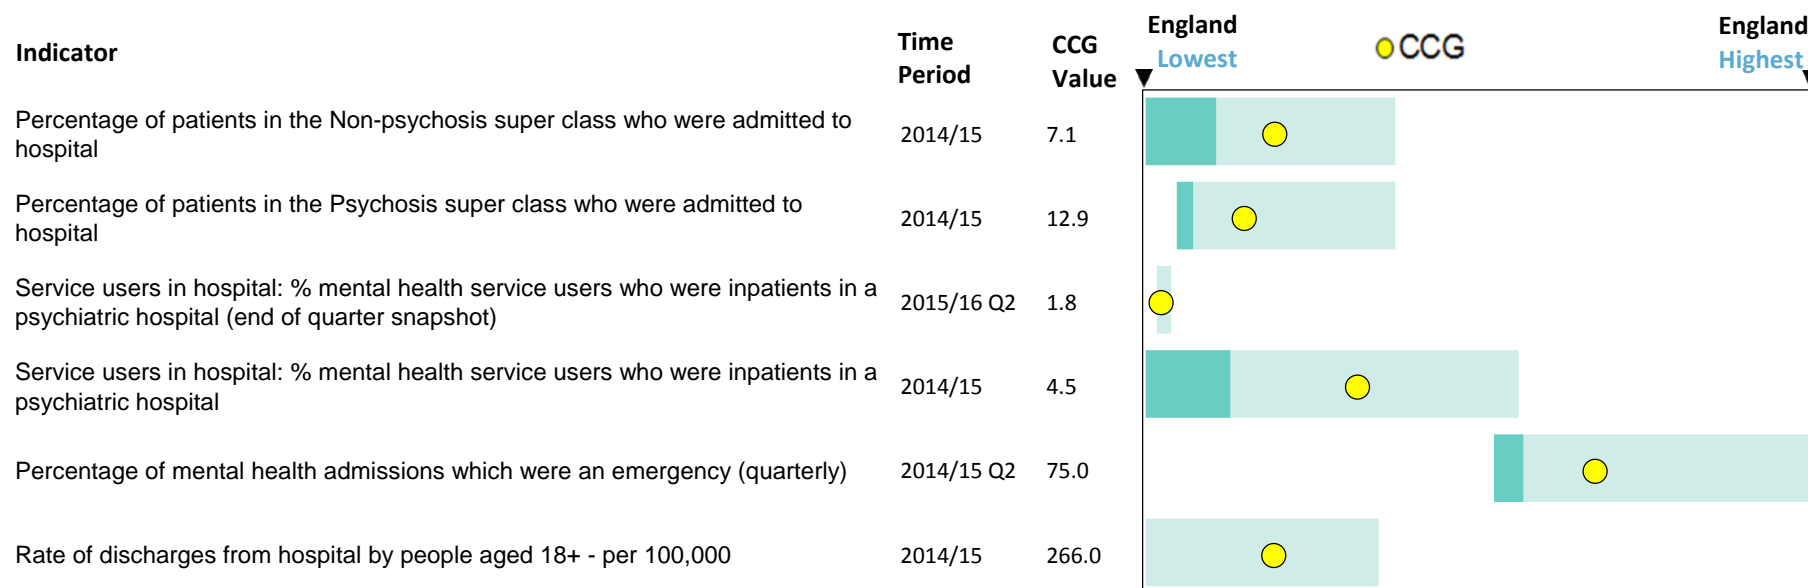 Indicator
Time
Period
CCG
Value
England
Lowest
CCG
England
Highest
Percentage of patients in the Non-psychosis super class who were admitted to
hospital
2014/15
7.1
Percentage of patients in the Psychosis super class who were admitted to
hospital
2014/15
12.9
Service users in hospital: % mental health service users who were inpatients in a
psychiatric hospital (end of quarter snapshot)
2015/16 Q2
1.8
Service users in hospital: % mental health service users who were inpatients in a
psychiatric hospital
2014/15
4.5
Percentage of mental health admissions which were an emergency (quarterly)
2014/15 Q2
75.0
Rate of discharges from hospital by people aged 18+ - per 100,000
2014/15
266.0